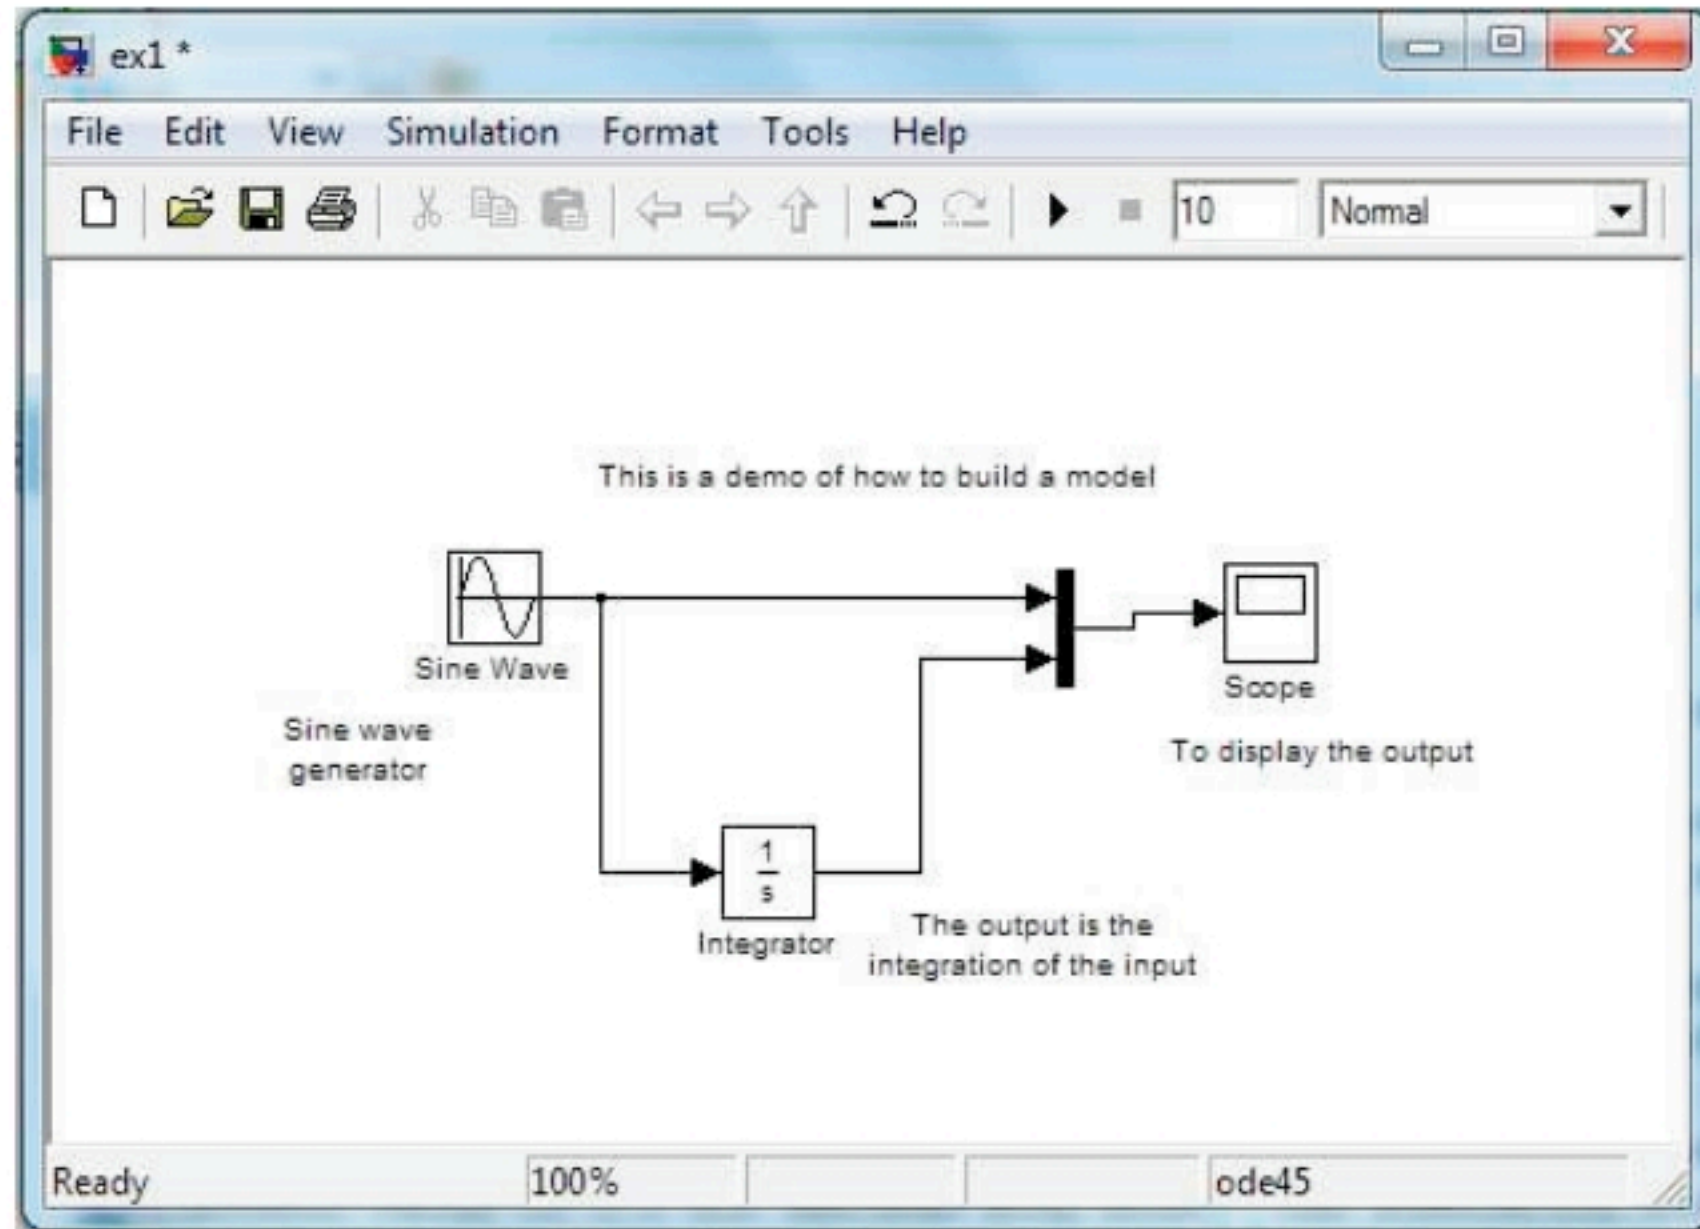 ex1 *
File Edit View Simulation Format Tools Help
10 Normal
This is a demo of how to build a model
Sine Wave
Scope
Sine wave
generator
To display the output
1
s
Integrator
The output is the
integration of the input
Ready 100% ode45